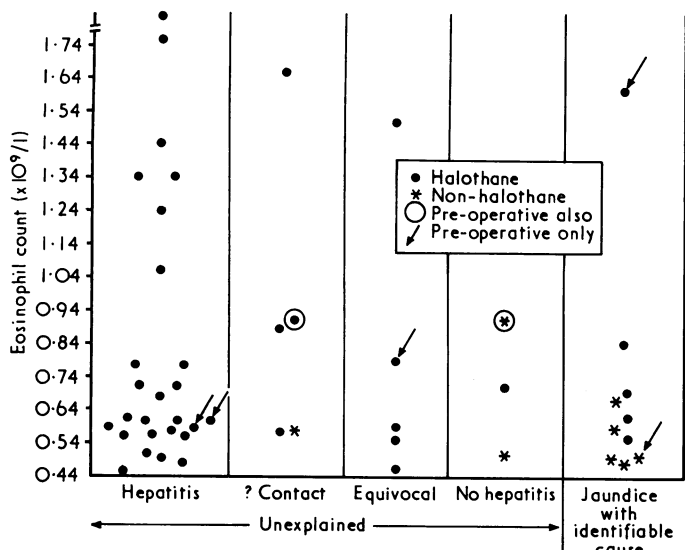 Eosinophil count (x10⁹/l)
1·74
1·64
1·54
1·44
1·34
1·24
1·14
1·04
0·94
0·84
0·74
0·64
0·54
0·44
Halothane
Non-halothane
Pre-operative also
Pre-operative only
Hepatitis
? Contact
Equivocal
No hepatitis
Jaundice
with
identifiable
cause
Unexplained